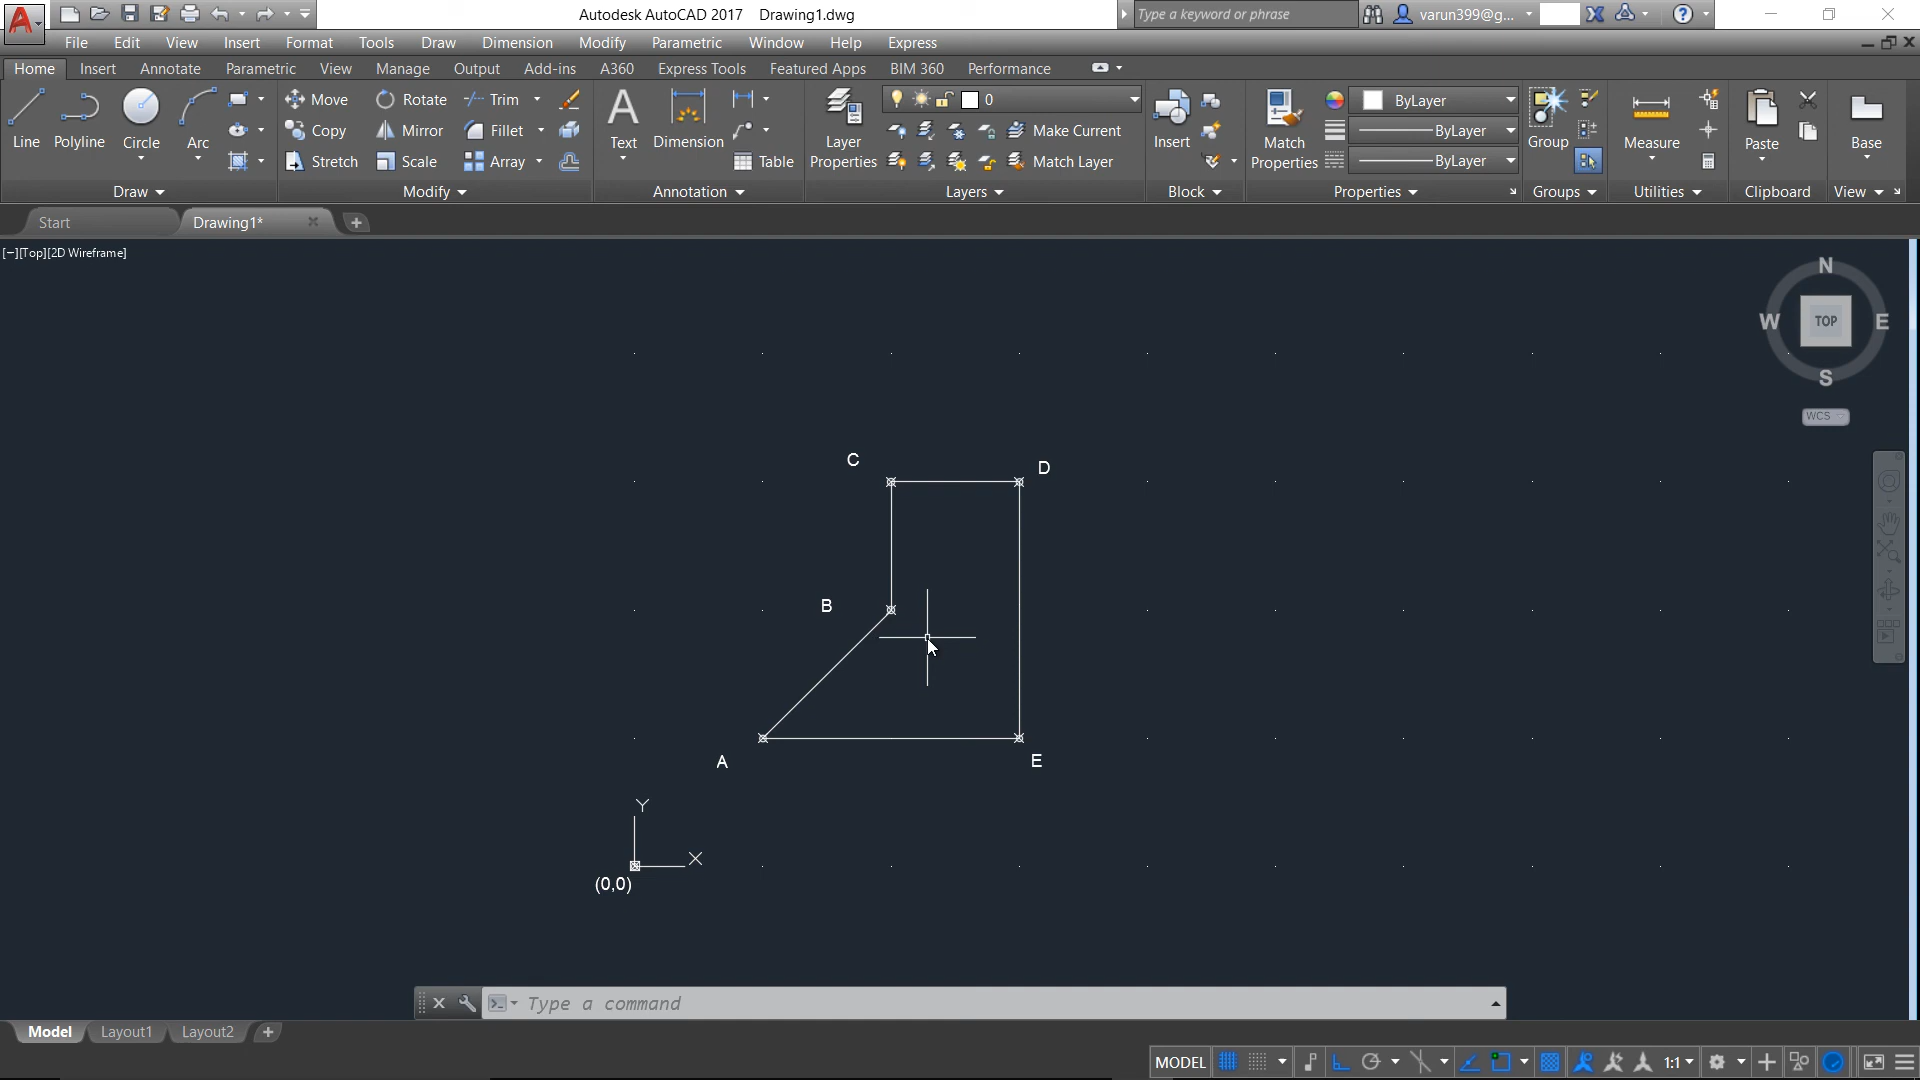 Autodesk AutoCAD 2017 Drawing1.dwg
Type a keyword or phrase
varun399@g...
File Edit View Insert Format Tools Draw Dimension Modify Parametric Window Help Express
Home Insert Annotate Parametric View Manage Output Add-ins A360 Express Tools Featured Apps BIM 360 Performance
Line Polyline Circle Arc
Move Rotate Trim
Copy Mirror Fillet
Stretch Scale Array
Text Dimension
Table
Layer Properties
0
Make Current
Match Layer
Insert
Match Properties
ByLayer
ByLayer
ByLayer
Group
Measure
Paste
Base
Draw Modify Annotation Layers Block Properties Groups Utilities Clipboard View
Start Drawing1*
[−][Top][2D Wireframe]
N
W TOP E
S
WCS
C D
B
A E
Y
X
(0,0)
Type a command
Model Layout1 Layout2
MODEL 1:1